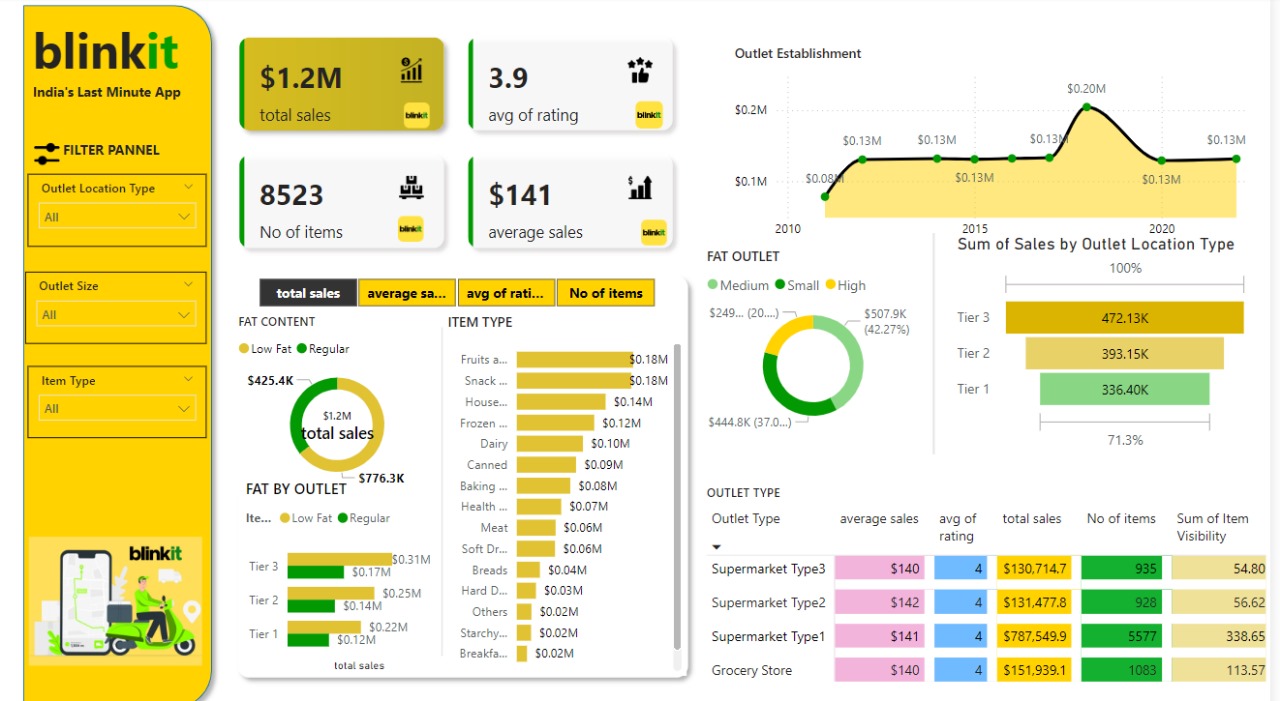 blinkit
India's Last Minute App
FILTER PANNEL
Outlet Location Type
All
Outlet Size
All
Item Type
All
blinkit
$1.2M
total sales
blinkit
3.9
avg of rating
blinkit
8523
No of items
blinkit
$141
average sales
blinkit
total sales
average sa...
avg of rati...
No of items
FAT CONTENT
Low Fat
Regular
$425.4K
$1.2M
total sales
$776.3K
FAT BY OUTLET
Ite...
Low Fat
Regular
Tier 3
$0.31M
$0.17M
Tier 2
$0.25M
$0.14M
Tier 1
$0.22M
$0.12M
total sales
ITEM TYPE
Fruits a...
$0.18M
Snack ...
$0.18M
House...
$0.14M
Frozen ...
$0.12M
Dairy
$0.10M
Canned
$0.09M
Baking ...
$0.08M
Health ...
$0.07M
Meat
$0.06M
Soft Dr...
$0.06M
Breads
$0.04M
Hard D...
$0.03M
Others
$0.02M
Starchy...
$0.02M
Breakfa...
$0.02M
Outlet Establishment
$0.2M
$0.1M
$0.08M
$0.13M
$0.13M
$0.13M
$0.13M
$0.20M
$0.13M
$0.13M
2010
2015
2020
FAT OUTLET
Medium
Small
High
$249... (20....)
$507.9K
(42.27%)
$444.8K (37.0...)
Sum of Sales by Outlet Location Type
100%
Tier 3
472.13K
Tier 2
393.15K
Tier 1
336.40K
71.3%
OUTLET TYPE
Outlet Type average sales avg of rating total sales No of items Sum of Item Visibility
Supermarket Type3 $140 4 $130,714.7 935 54.80
Supermarket Type2 $142 4 $131,477.8 928 56.62
Supermarket Type1 $141 4 $787,549.9 5577 338.65
Grocery Store $140 4 $151,939.1 1083 113.57